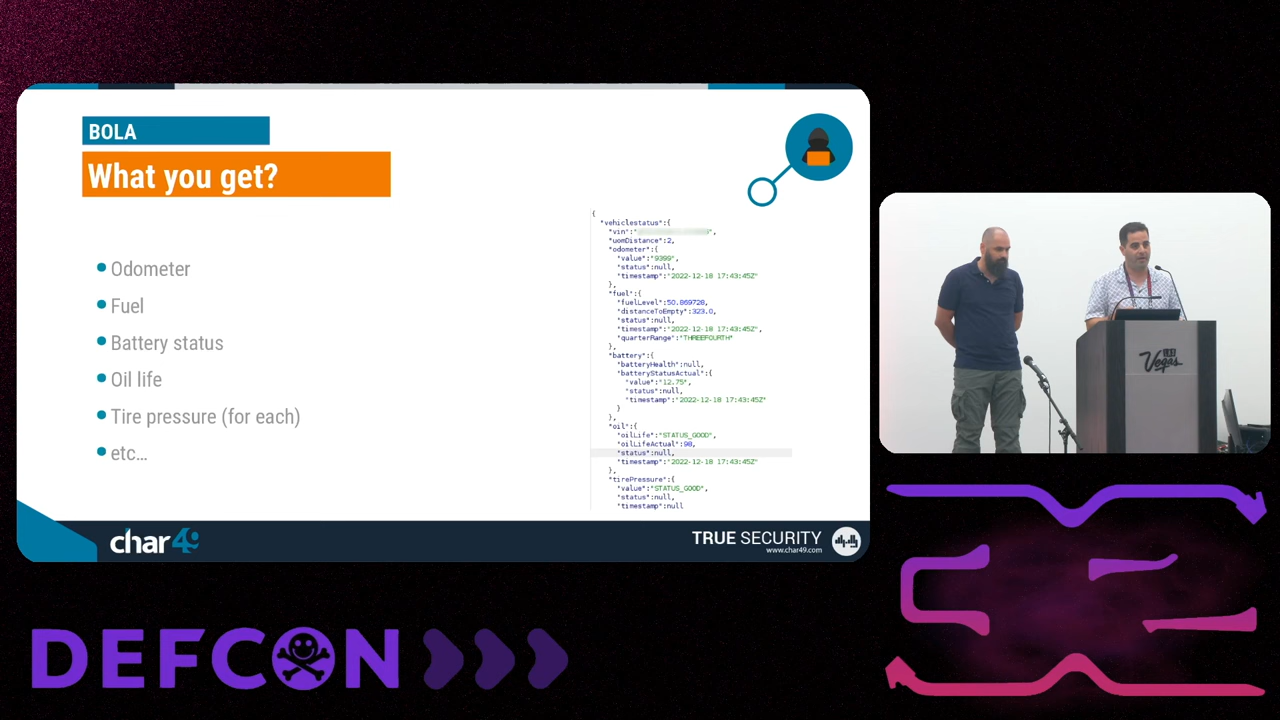 BOLA
What you get?
Odometer
Fuel
Battery status
Oil life
Tire pressure (for each)
etc...
{
"vehiclestatus":{
"vin":" ",
"uomDistance":2,
"odometer":{
"value":"9399",
"status":null,
"timestamp":"2022-12-18 17:43:45Z"
},
"fuel":{
"fuelLevel":50.869728,
"distanceToEmpty":323.0,
"status":null,
"timestamp":"2022-12-18 17:43:45Z",
"quarterRange":"THREEFOURTH"
},
"battery":{
"batteryHealth":null,
"batteryStatusActual":{
"value":"12.75",
"status":null,
"timestamp":"2022-12-18 17:43:45Z"
}
},
"oil":{
"oilLife":"STATUS_GOOD",
"oilLifeActual":98,
"status":null,
"timestamp":"2022-12-18 17:43:45Z"
},
"tirePressure":{
"value":"STATUS_GOOD",
"status":null,
"timestamp":null
char49
TRUE SECURITY
www.char49.com
Vegas
DEFCON